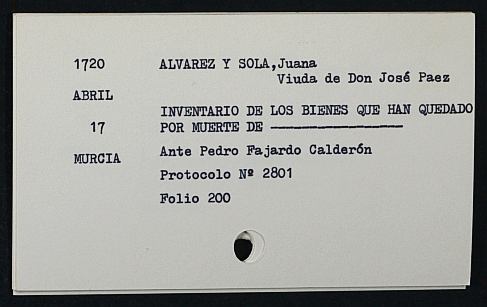 1720 ALVAREZ Y SOLA,Juana
Viuda de Don José Paez
ABRIL
INVENTARIO DE LOS BIENES QUE HAN QUEDADO
17 POR MUERTE DE -----------------
MURCIA Ante Pedro Fajardo Calderón
Protocolo Nº 2801
Folio 200